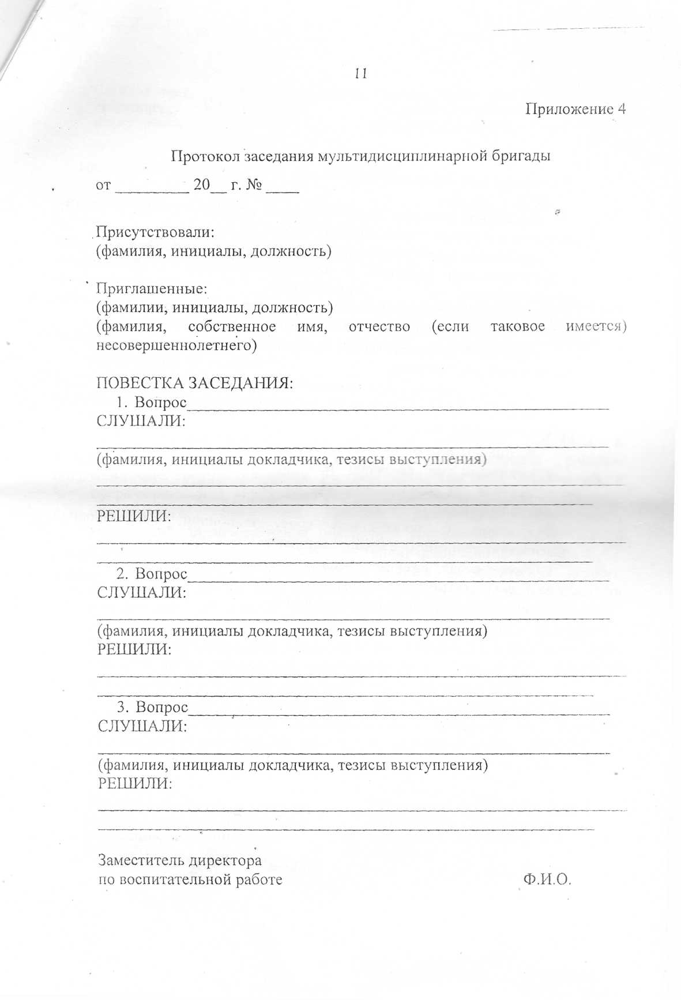 11
Приложение 4
Протокол заседания мультидисциплинарной бригады
от _________ 20__ г. № ____
Присутствовали:
(фамилия, инициалы, должность)
Приглашенные:
(фамилии, инициалы, должность)
(фамилия, собственное имя, отчество (если таковое имеется)
несовершеннолетнего)
ПОВЕСТКА ЗАСЕДАНИЯ:
1. Вопрос____________________
СЛУШАЛИ:
(фамилия, инициалы докладчика, тезисы выступления)
РЕШИЛИ:
2. Вопрос____________________
СЛУШАЛИ:
(фамилия, инициалы докладчика, тезисы выступления)
РЕШИЛИ:
3. Вопрос____________________
СЛУШАЛИ:
(фамилия, инициалы докладчика, тезисы выступления)
РЕШИЛИ:
Заместитель директора
по воспитательной работе Ф.И.О.